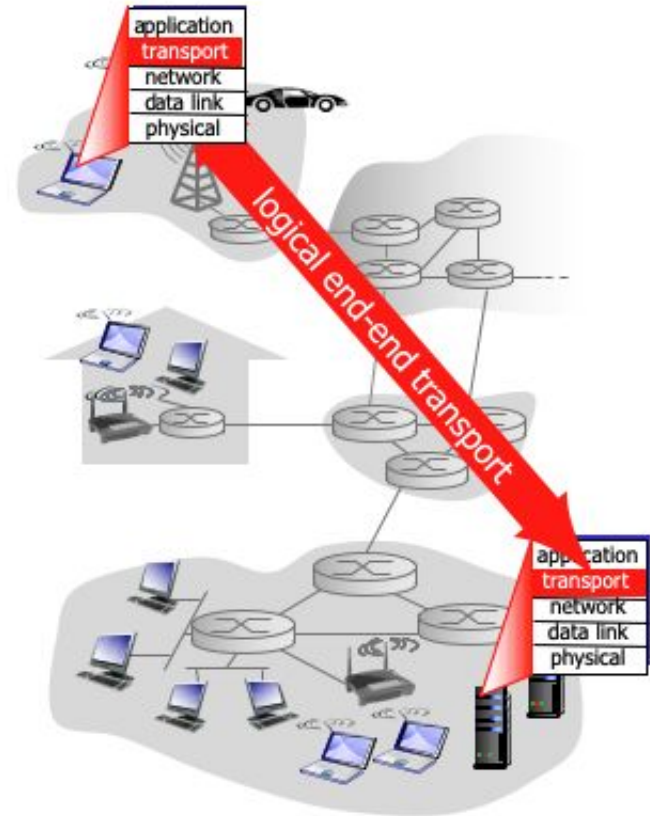 application
transport
network
data link
physical
logical end-end transport
application
transport
network
data link
physical